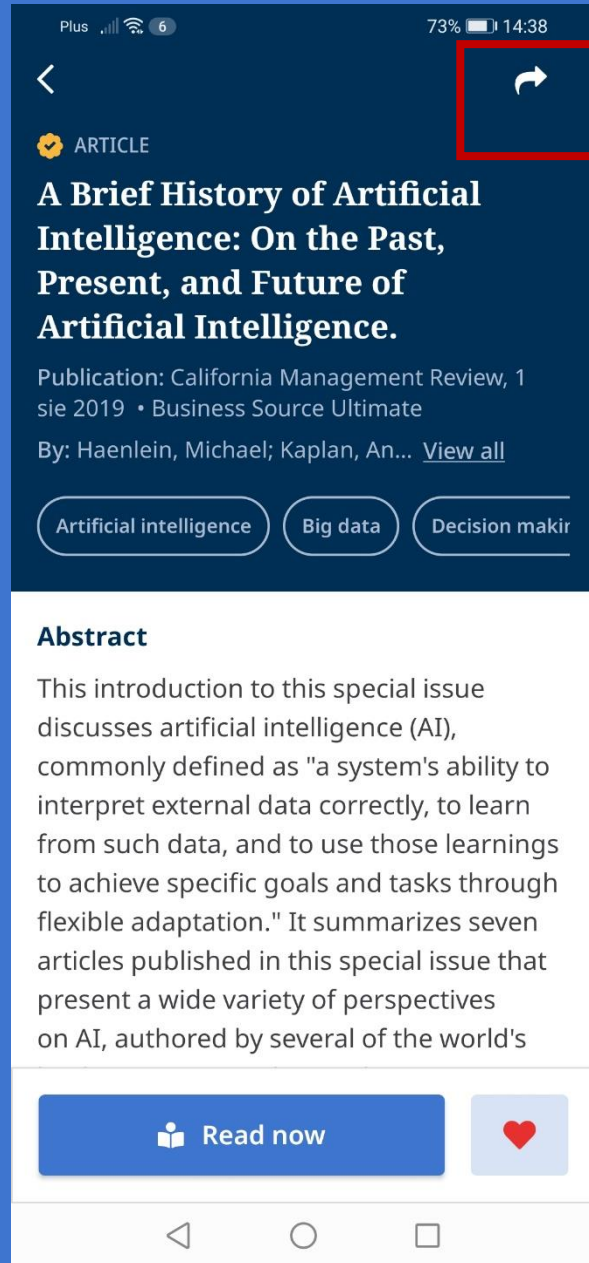 Plus 6 73% 14:38
ARTICLE
A Brief History of Artificial
Intelligence: On the Past,
Present, and Future of
Artificial Intelligence.
Publication: California Management Review, 1
sie 2019 • Business Source Ultimate
By: Haenlein, Michael; Kaplan, An... View all
Artificial intelligence Big data Decision makin
Abstract
This introduction to this special issue
discusses artificial intelligence (AI),
commonly defined as "a system's ability to
interpret external data correctly, to learn
from such data, and to use those learnings
to achieve specific goals and tasks through
flexible adaptation." It summarizes seven
articles published in this special issue that
present a wide variety of perspectives
on AI, authored by several of the world's
Read now